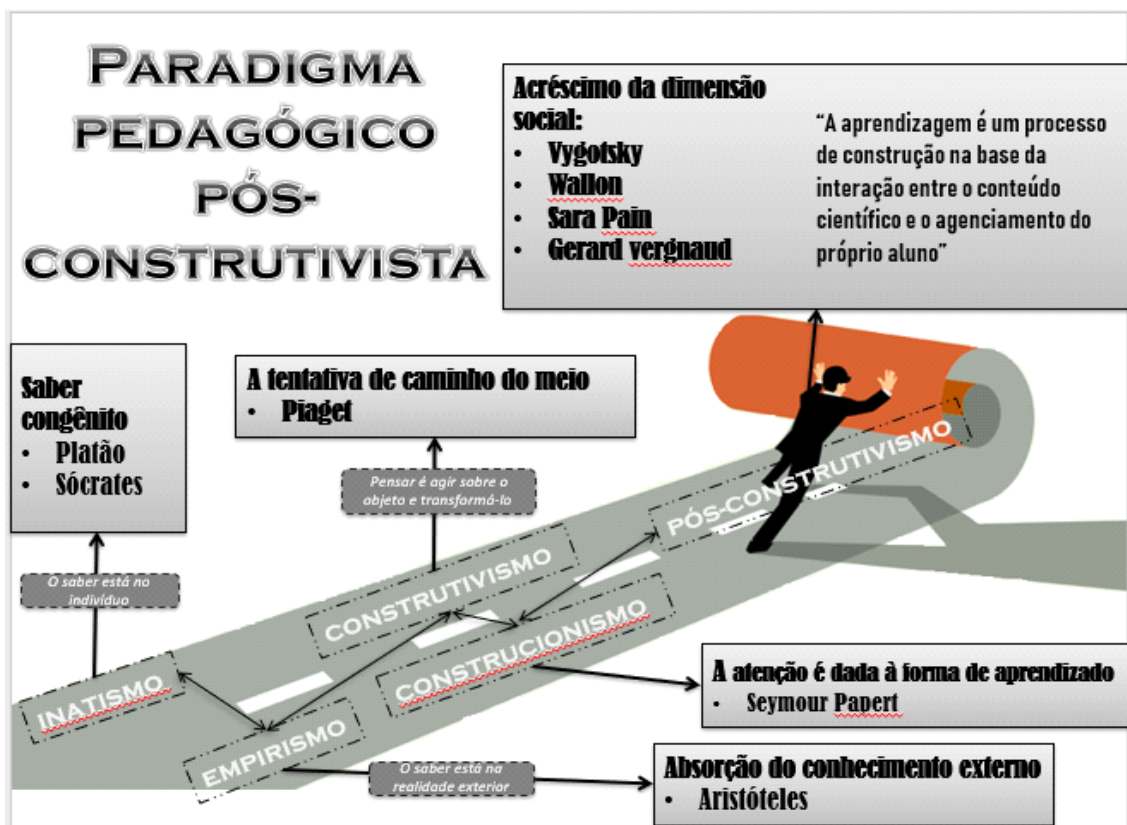 PARADIGMA
PEDAGÓGICO
PÓS-
CONSTRUTIVISTA
Acréscimo da dimensão
social:
• Vygotsky
• Wallon
• Sara Pain
• Gerard vergnaud
“A aprendizagem é um processo
de construção na base da
interação entre o conteúdo
científico e o agenciamento do
próprio aluno”
Saber
congênito
• Platão
• Sócrates
A tentativa de caminho do meio
• Piaget
Pensar é agir sobre o
objeto e transformá-lo
O saber está no
indivíduo
INATISMO
EMPIRISMO
CONSTRUTIVISMO
CONSTRUCIONISMO
PÓS-CONSTRUTIVISMO
A atenção é dada à forma de aprendizado
• Seymour Papert
O saber está na
realidade exterior
Absorção do conhecimento externo
• Aristóteles